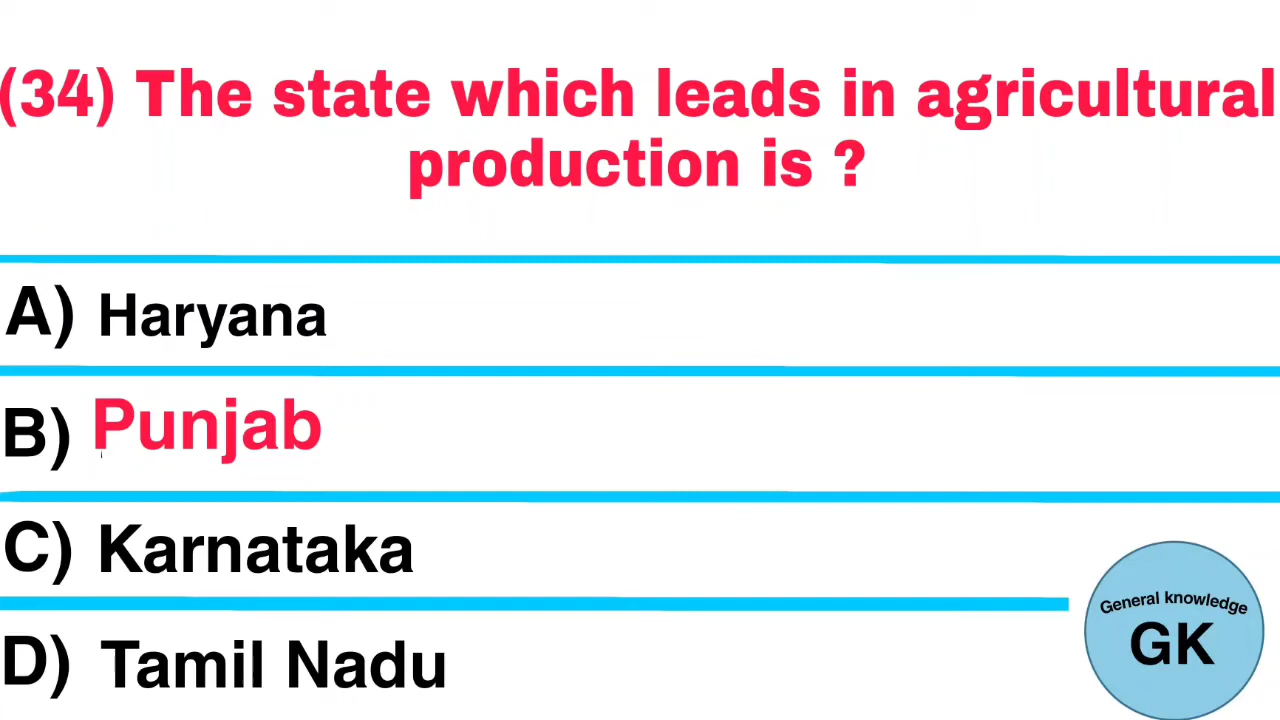 (34) The state which leads in agricultural
production is ?
A) Haryana
B) Punjab
C) Karnataka
D) Tamil Nadu
General knowledge
GK